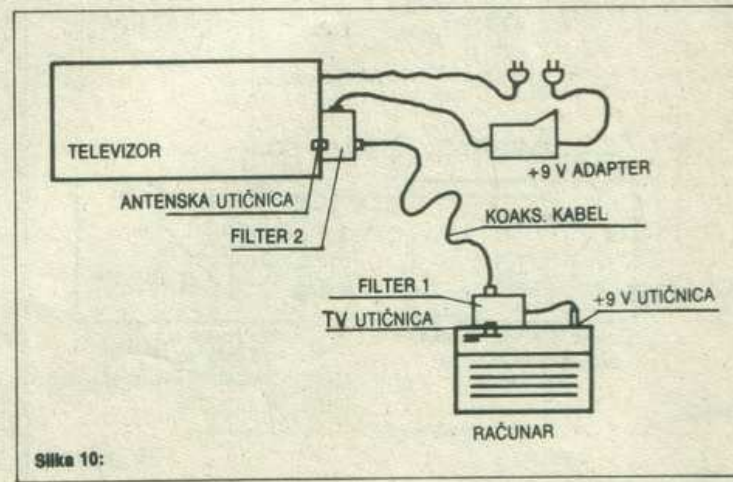 TELEVIZOR
+9 V ADAPTER
ANTENSKA UTIČNICA
FILTER 2
KOAKS. KABEL
FILTER 1
+9 V UTIČNICA
TV UTIČNICA
RAČUNAR
Slika 10: